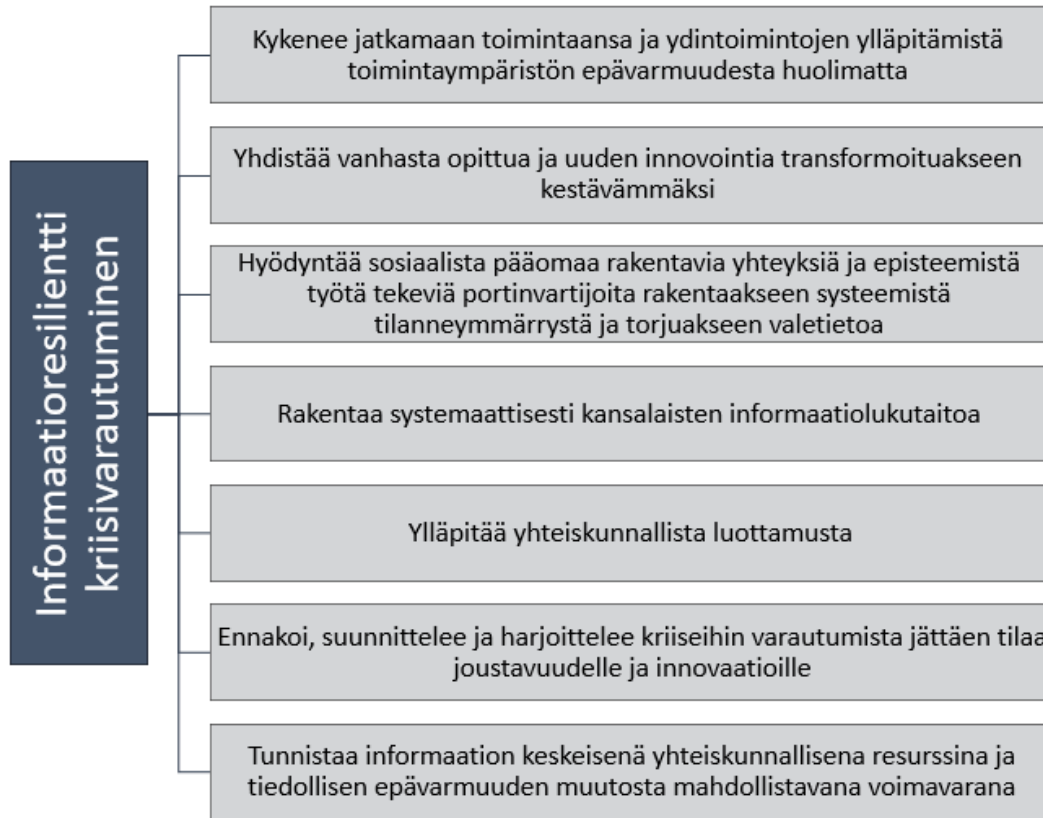 Informaatioresilientti
kriisivarautuminen
Kykenee jatkamaan toimintaansa ja ydintoimintojen ylläpitämistä
toimintaympäristön epävarmuudesta huolimatta
Yhdistää vanhasta opittua ja uuden innovointia transformoituakseen
kestävämmäksi
Hyödyntää sosiaalista pääomaa rakentavia yhteyksiä ja episteemistä
työtä tekeviä portinvartijoita rakentaakseen systeemistä
tilanneymmärrystä ja torjuakseen valetietoa
Rakentaa systemaattisesti kansalaisten informaatiolukutaitoa
Ylläpitää yhteiskunnallista luottamusta
Ennakoi, suunnittelee ja harjoittelee kriiseihin varautumista jättäen tilaa
joustavuudelle ja innovaatioille
Tunnistaa informaation keskeisenä yhteiskunnallisena resurssina ja
tiedollisen epävarmuuden muutosta mahdollistavana voimavarana